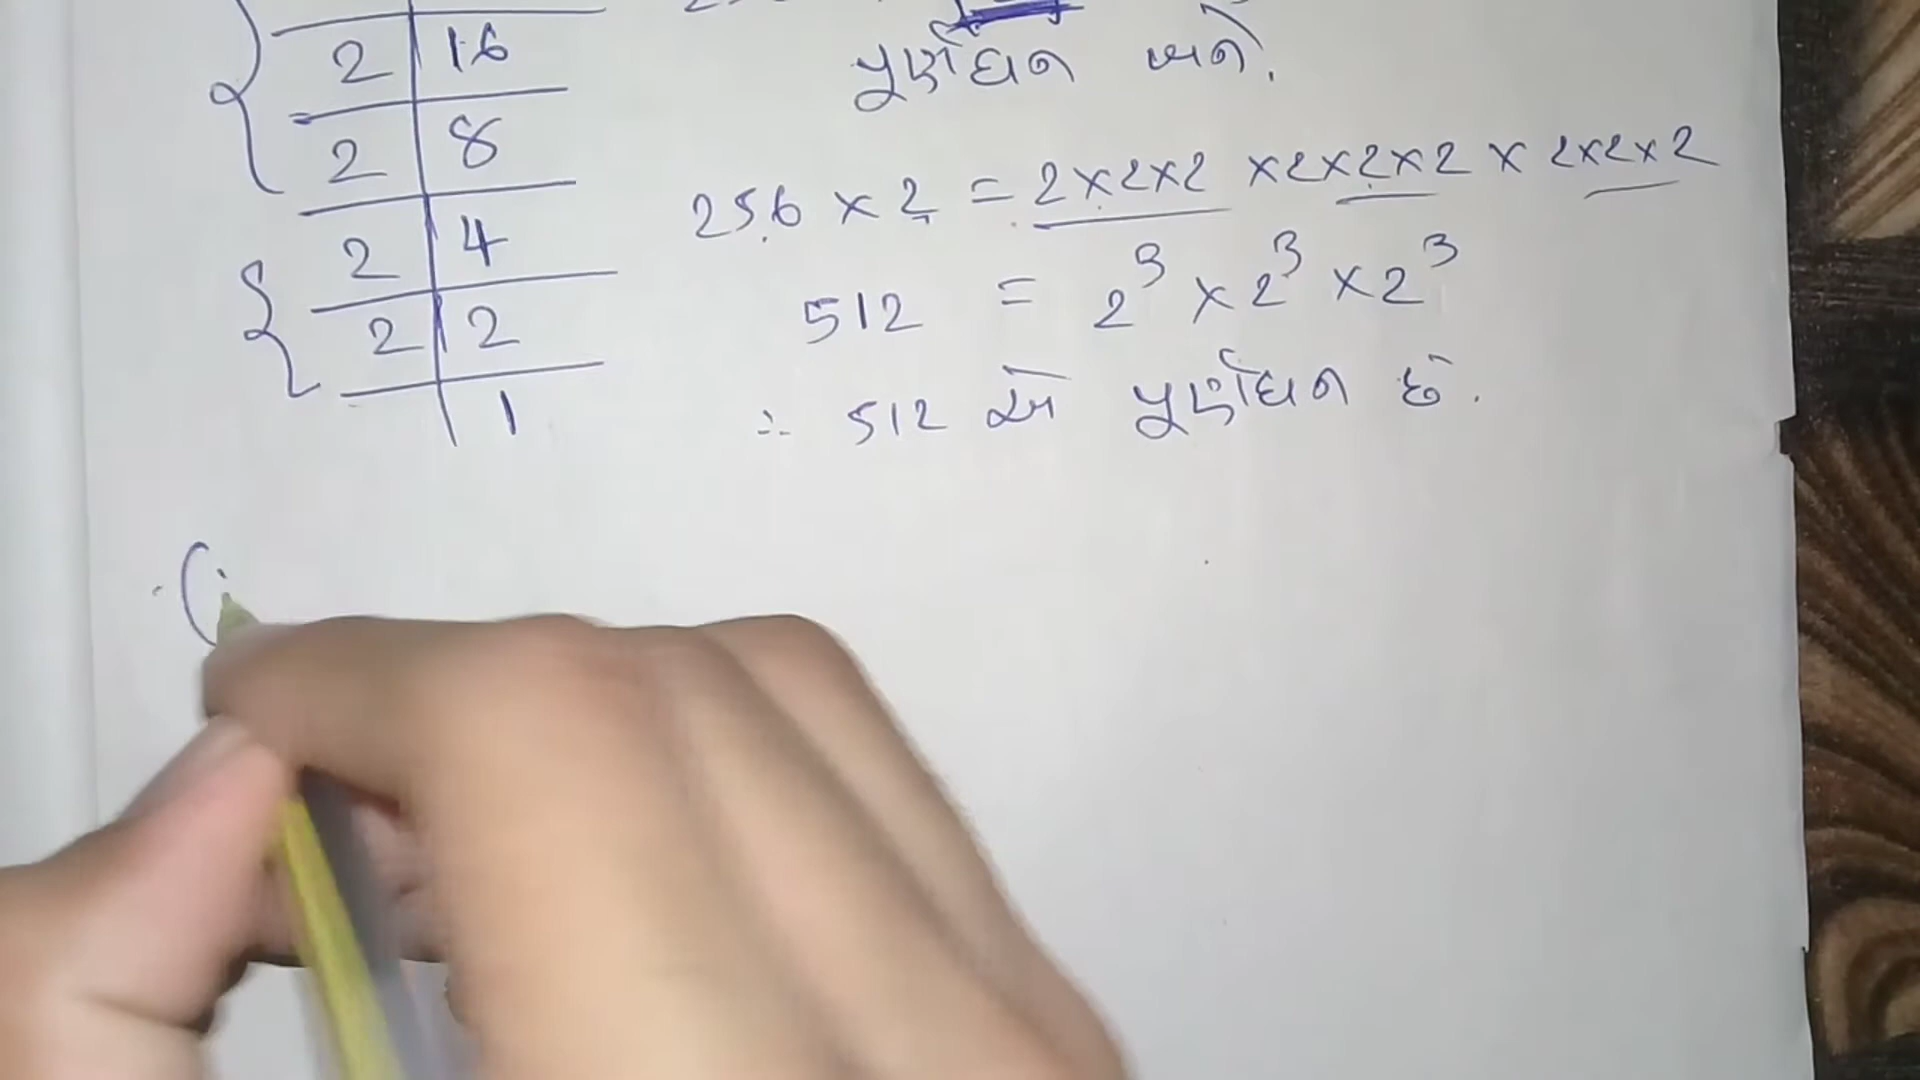 2 | 16
2 | 8
2 | 4
2 | 2
1
પૂર્ણઘન બને.
256 × 2 = 2×2×2 ×2×2×2 × 2×2×2
512 = 2³ × 2³ × 2³
∴ 512 એ પૂર્ણઘન છે.
(i